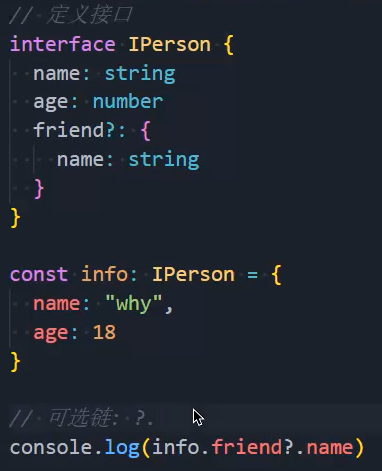 // 定义接口
interface IPerson {
  name: string
  age: number
  friend?: {
    name: string
  }
}
const info: IPerson = {
  name: "why",
  age: 18
}
// 可选链: ?.
console.log(info.friend?.name)